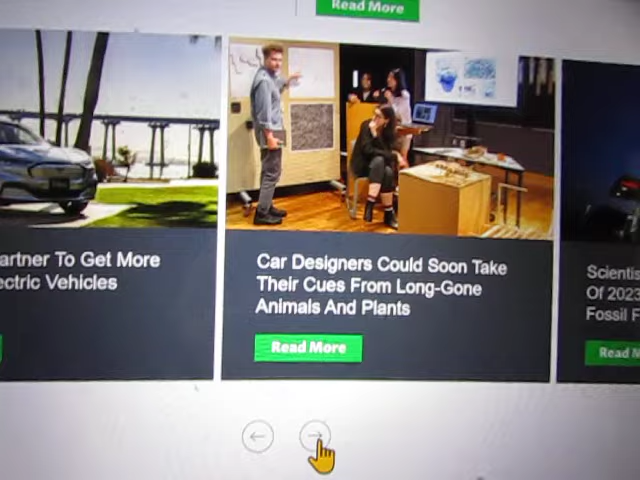 Read More
artner To Get More
ectric Vehicles
Car Designers Could Soon Take
Their Cues From Long-Gone
Animals And Plants
Read More
Scientis
Of 2023
Fossil F
Read M